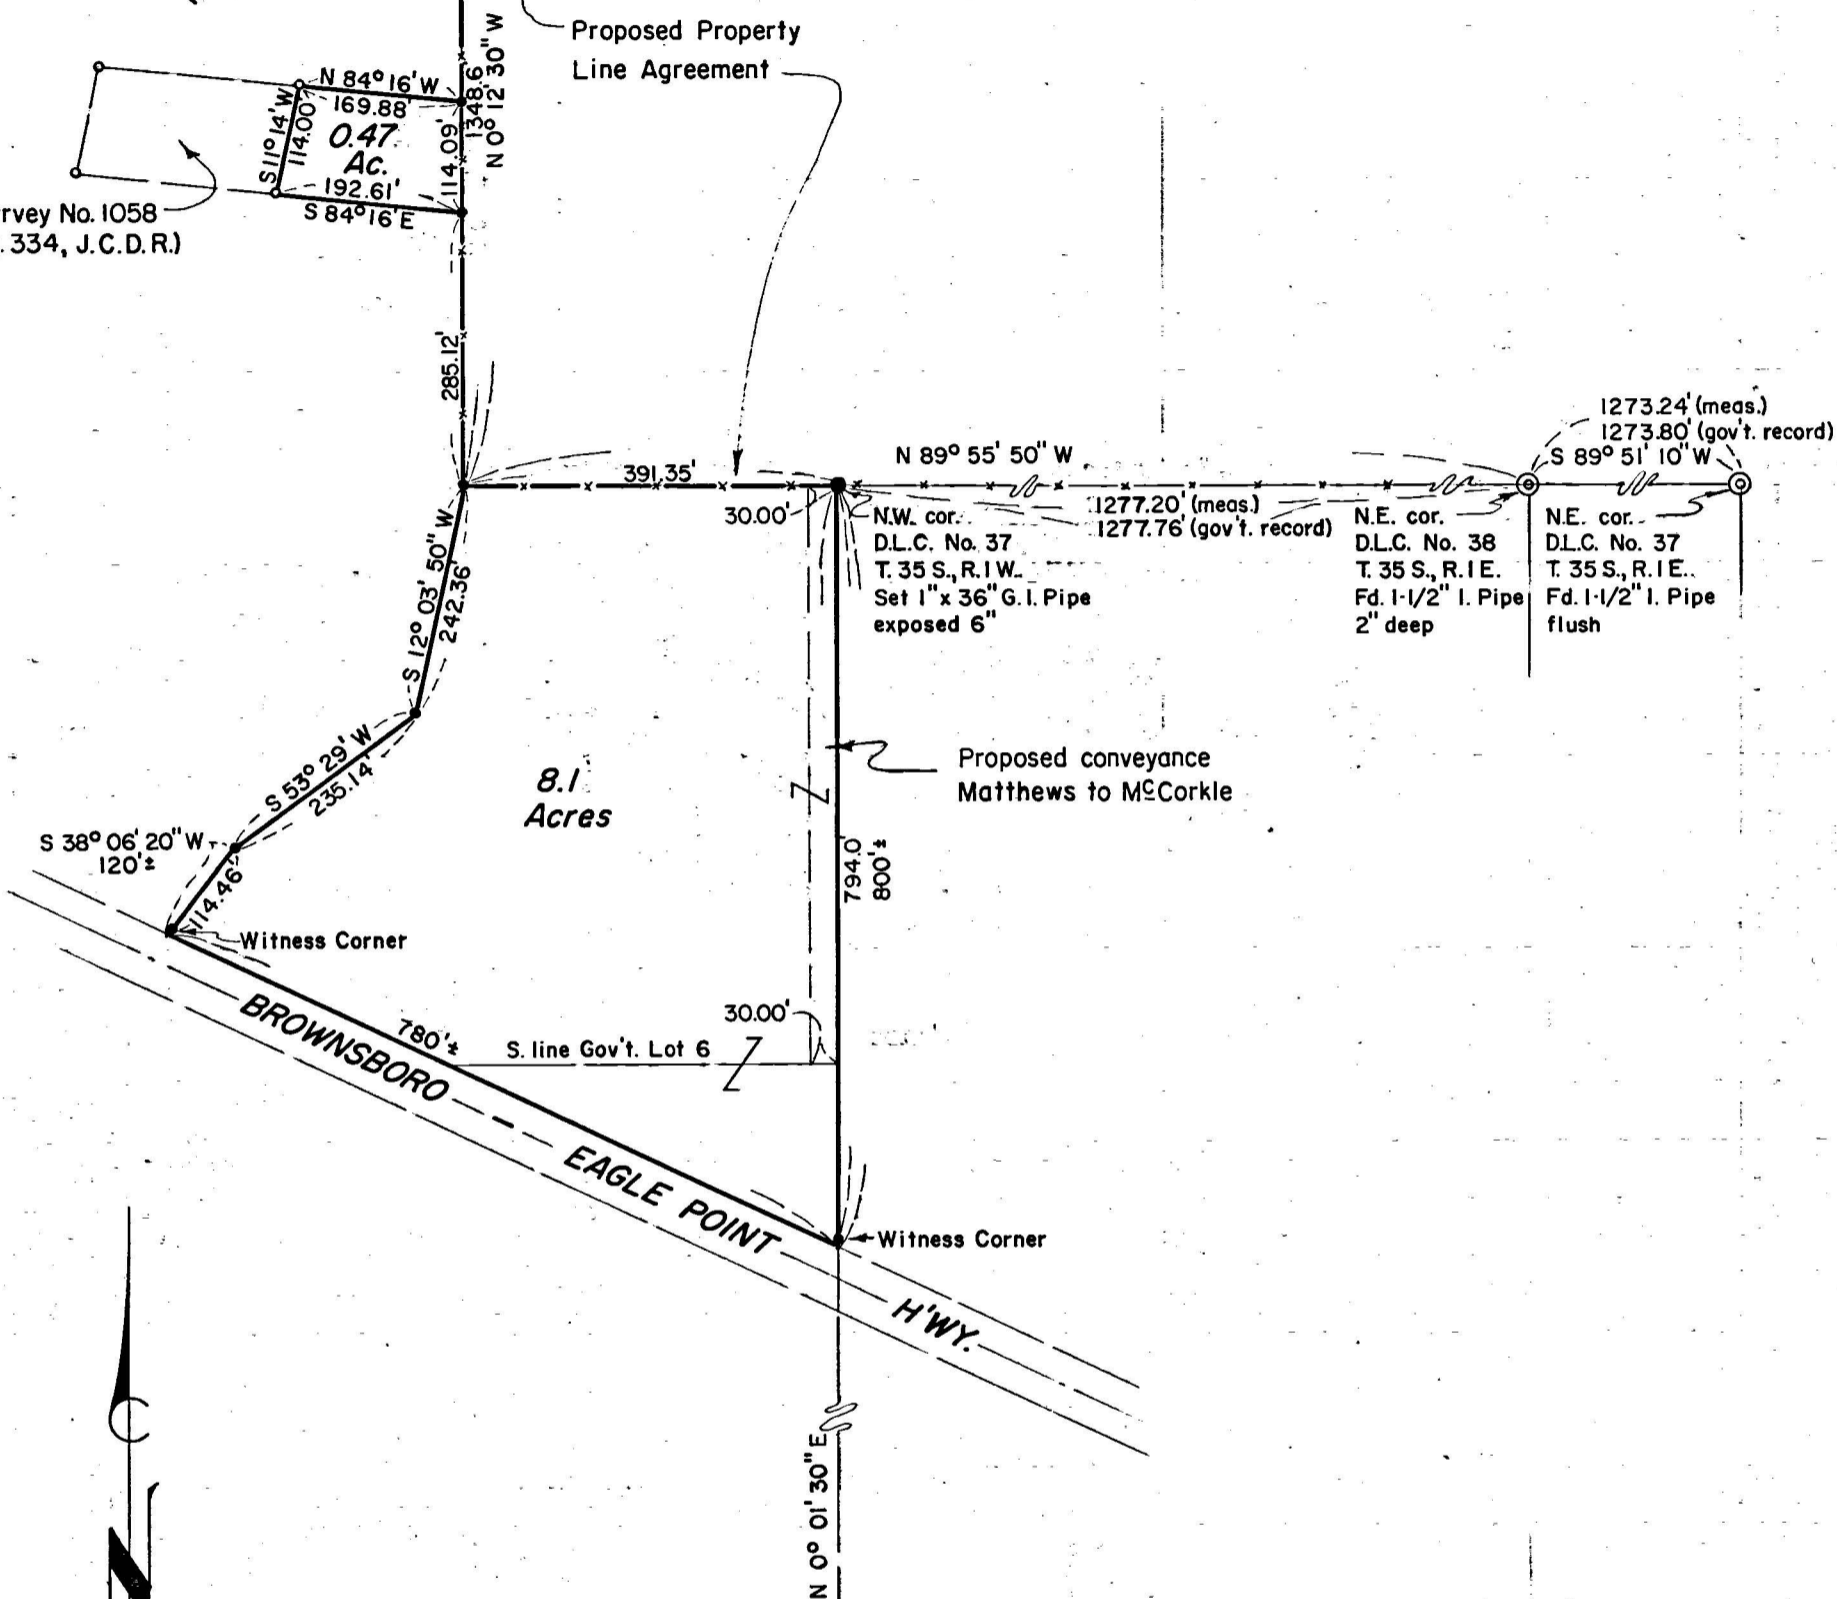 Proposed Property
Line Agreement
N 84° 16' W
169.88'
S 11° 14' W
114.00'
0.47
Ac.
192.61'
S 84° 16' E
114.09'
1348.6
N 0° 12' 30" W
rvey No. 1058
. 334, J.C.D.R.)
285.12'
391.35'
N 89° 55' 50" W
1273.24' (meas.)
1273.80' (gov't. record)
S 89° 51' 10" W
1277.20' (meas.)
1277.76' (gov't. record)
30.00'
N.W. cor.
D.L.C. No. 37
T. 35 S., R. 1 W.
Set 1" x 36" G.I. Pipe
exposed 6"
N.E. cor.
D.L.C. No. 38
T. 35 S., R. 1 E.
Fd. 1-1/2" I. Pipe
2" deep
N.E. cor.
D.L.C. No. 37
T. 35 S., R. 1 E.
Fd. 1-1/2" I. Pipe
flush
S 12° 03' 50" W
242.36'
S 53° 29' W
235.14'
8.1
Acres
Proposed conveyance
Matthews to McCorkle
S 38° 06' 20" W
120'±
114.46'
794.0
800'±
Witness Corner
30.00'
780'±
S. line Gov't. Lot 6
BROWNSBORO — EAGLE POINT H'WY.
Witness Corner
N 0° 01' 30" E
N